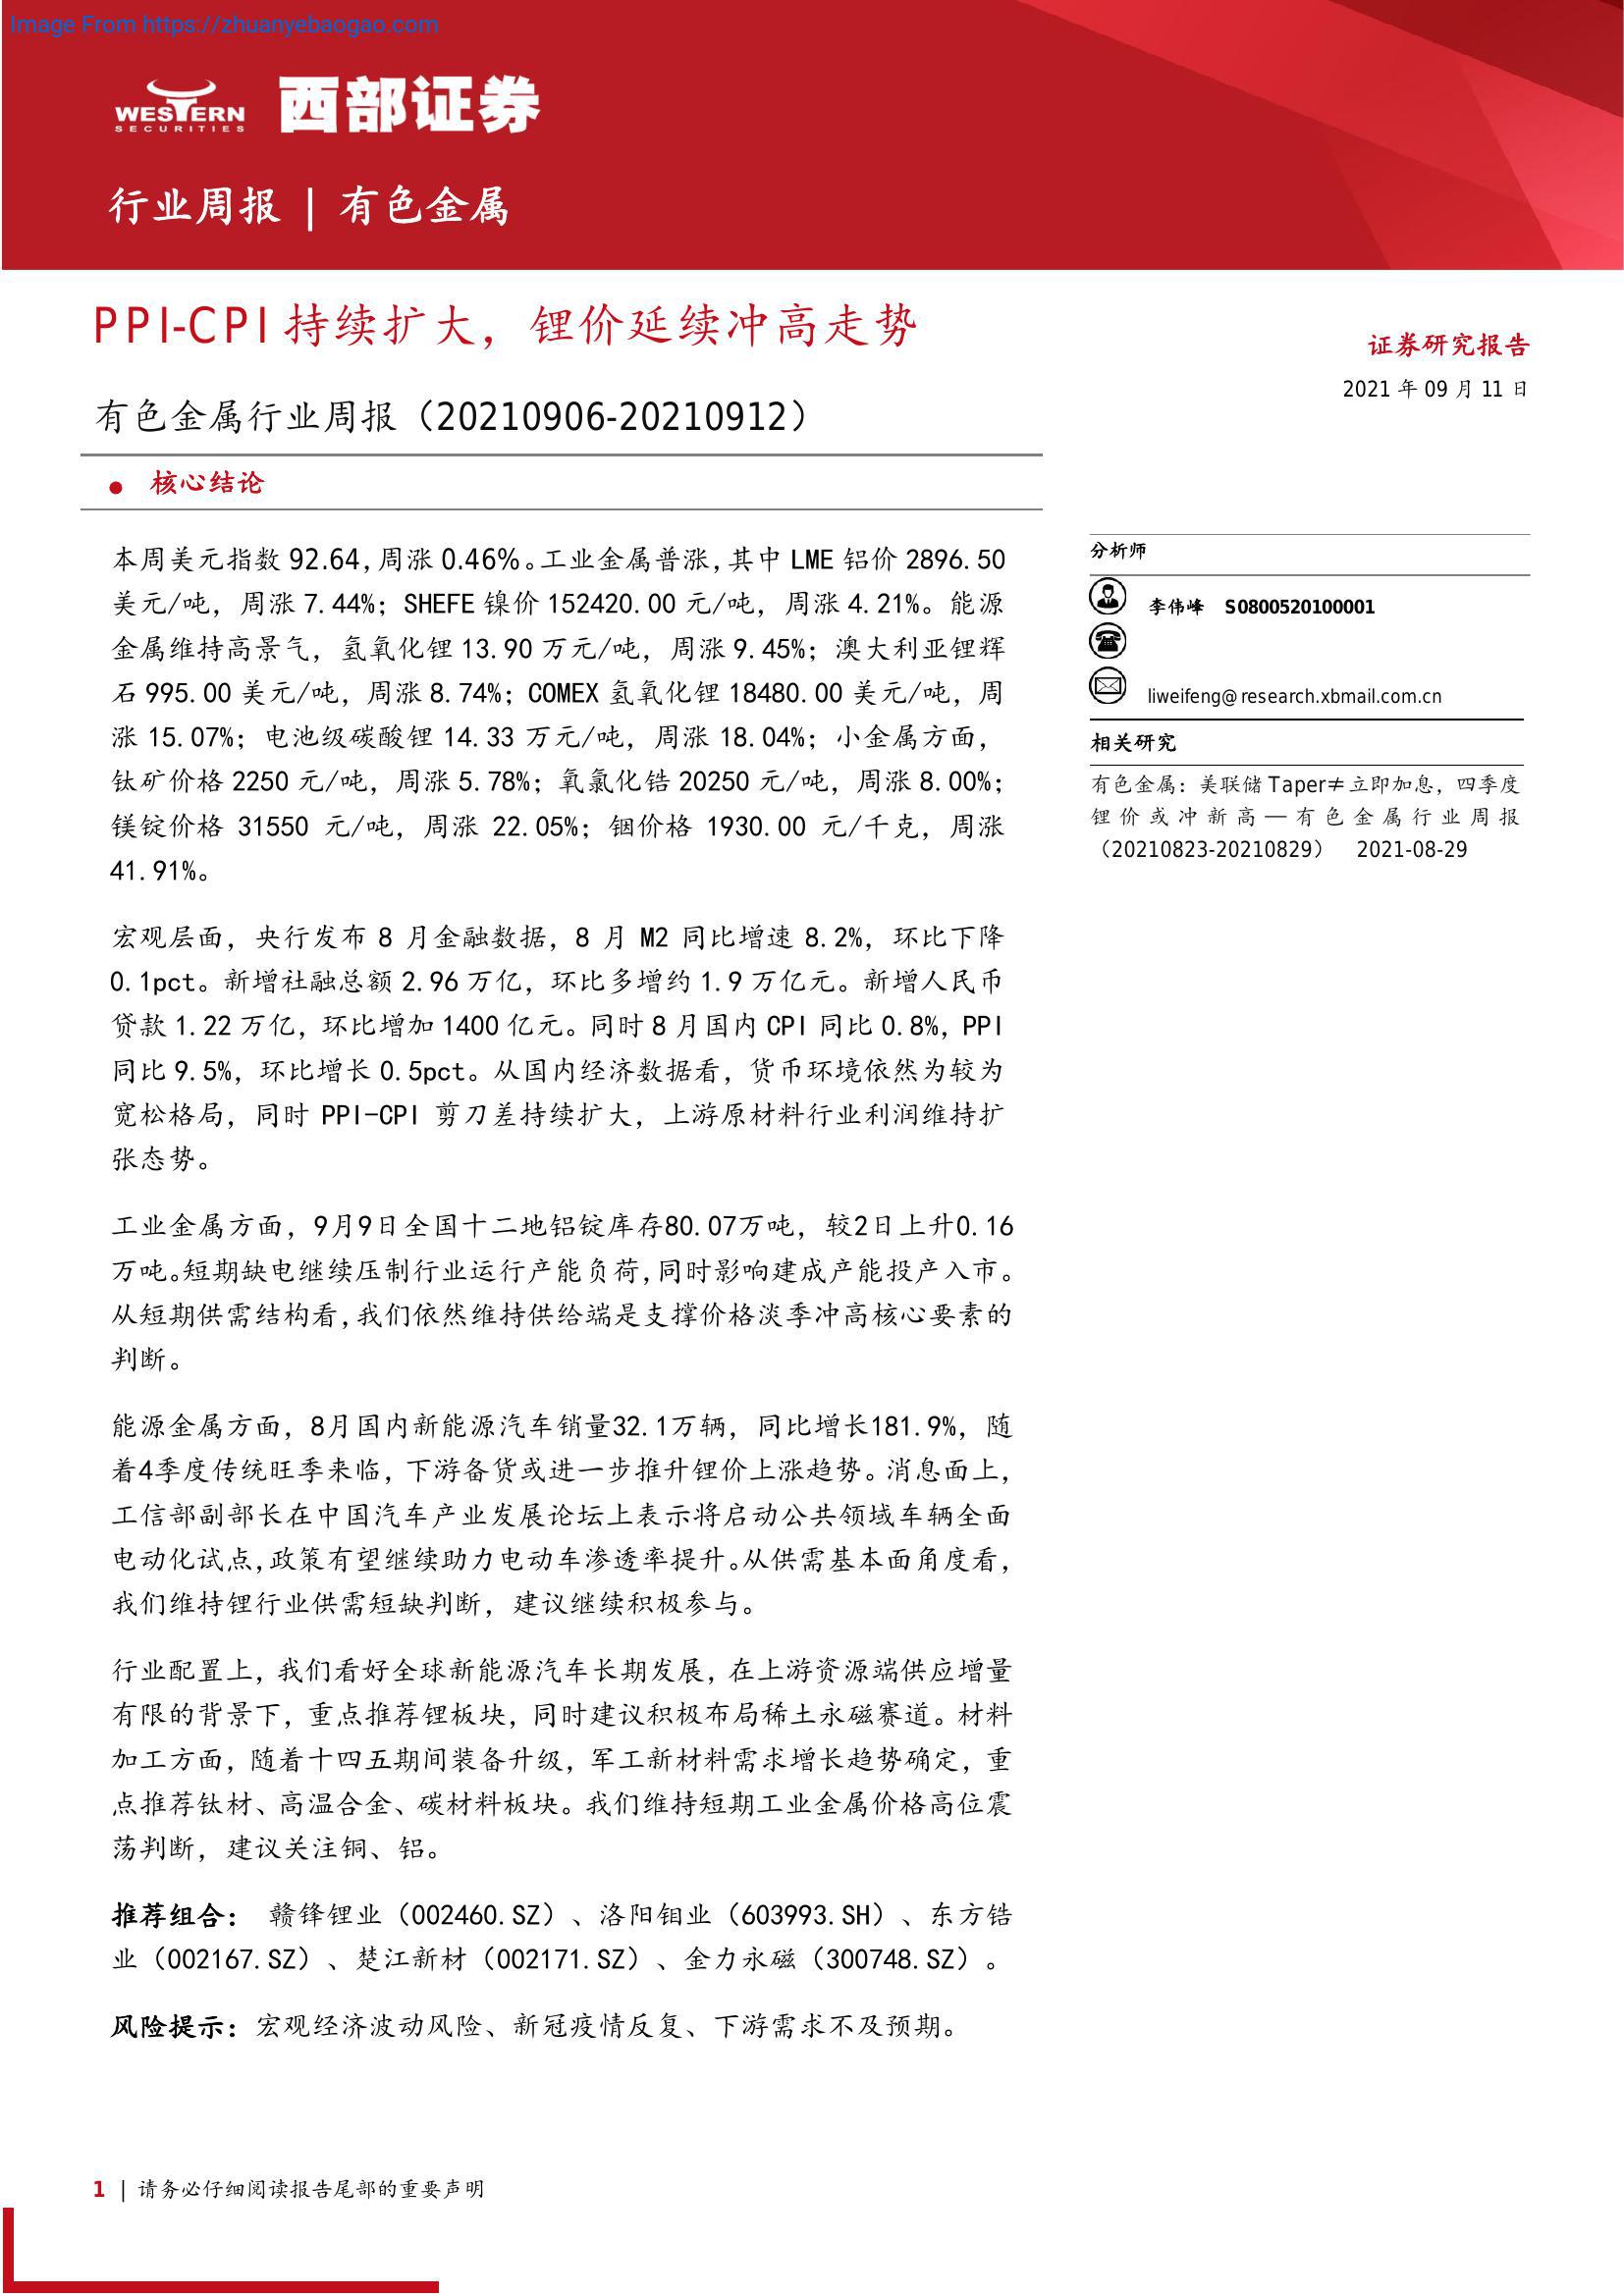 Image From https://zhuanyebaogao.com
WESTERN
SECURITIES
西部证券
行业周报 | 有色金属
PPI-CPI 持续扩大，锂价延续冲高走势
有色金属行业周报（20210906-20210912）
● 核心结论
本周美元指数 92.64，周涨 0.46%。工业金属普涨，其中 LME 铝价 2896.50
美元/吨，周涨 7.44%；SHEFE 镍价 152420.00 元/吨，周涨 4.21%。能源
金属维持高景气，氢氧化锂 13.90 万元/吨，周涨 9.45%；澳大利亚锂辉
石 995.00 美元/吨，周涨 8.74%；COMEX 氢氧化锂 18480.00 美元/吨，周
涨 15.07%；电池级碳酸锂 14.33 万元/吨，周涨 18.04%；小金属方面，
钛矿价格 2250 元/吨，周涨 5.78%；氧氯化锆 20250 元/吨，周涨 8.00%；
镁锭价格 31550 元/吨，周涨 22.05%；铟价格 1930.00 元/千克，周涨
41.91%。
宏观层面，央行发布 8 月金融数据，8 月 M2 同比增速 8.2%，环比下降
0.1pct。新增社融总额 2.96 万亿，环比多增约 1.9 万亿元。新增人民币
贷款 1.22 万亿，环比增加 1400 亿元。同时 8 月国内 CPI 同比 0.8%，PPI
同比 9.5%，环比增长 0.5pct。从国内经济数据看，货币环境依然为较为
宽松格局，同时 PPI-CPI 剪刀差持续扩大，上游原材料行业利润维持扩
张态势。
工业金属方面，9月9日全国十二地铝锭库存80.07万吨，较2日上升0.16
万吨。短期缺电继续压制行业运行产能负荷，同时影响建成产能投产入市。
从短期供需结构看，我们依然维持供给端是支撑价格淡季冲高核心要素的
判断。
能源金属方面，8月国内新能源汽车销量32.1万辆，同比增长181.9%，随
着4季度传统旺季来临，下游备货或进一步推升锂价上涨趋势。消息面上，
工信部副部长在中国汽车产业发展论坛上表示将启动公共领域车辆全面
电动化试点，政策有望继续助力电动车渗透率提升。从供需基本面角度看，
我们维持锂行业供需短缺判断，建议继续积极参与。
行业配置上，我们看好全球新能源汽车长期发展，在上游资源端供应增量
有限的背景下，重点推荐锂板块，同时建议积极布局稀土永磁赛道。材料
加工方面，随着十四五期间装备升级，军工新材料需求增长趋势确定，重
点推荐钛材、高温合金、碳材料板块。我们维持短期工业金属价格高位震
荡判断，建议关注铜、铝。
推荐组合： 赣锋锂业（002460.SZ）、洛阳钼业（603993.SH）、东方锆
业（002167.SZ）、楚江新材（002171.SZ）、金力永磁（300748.SZ）。
风险提示：宏观经济波动风险、新冠疫情反复、下游需求不及预期。
证券研究报告
2021 年 09 月 11 日
分析师
李伟峰 S0800520100001
liweifeng@research.xbmail.com.cn
相关研究
有色金属：美联储 Taper≠立即加息，四季度
锂价或冲新高—有色金属行业周报
（20210823-20210829） 2021-08-29
1 | 请务必仔细阅读报告尾部的重要声明